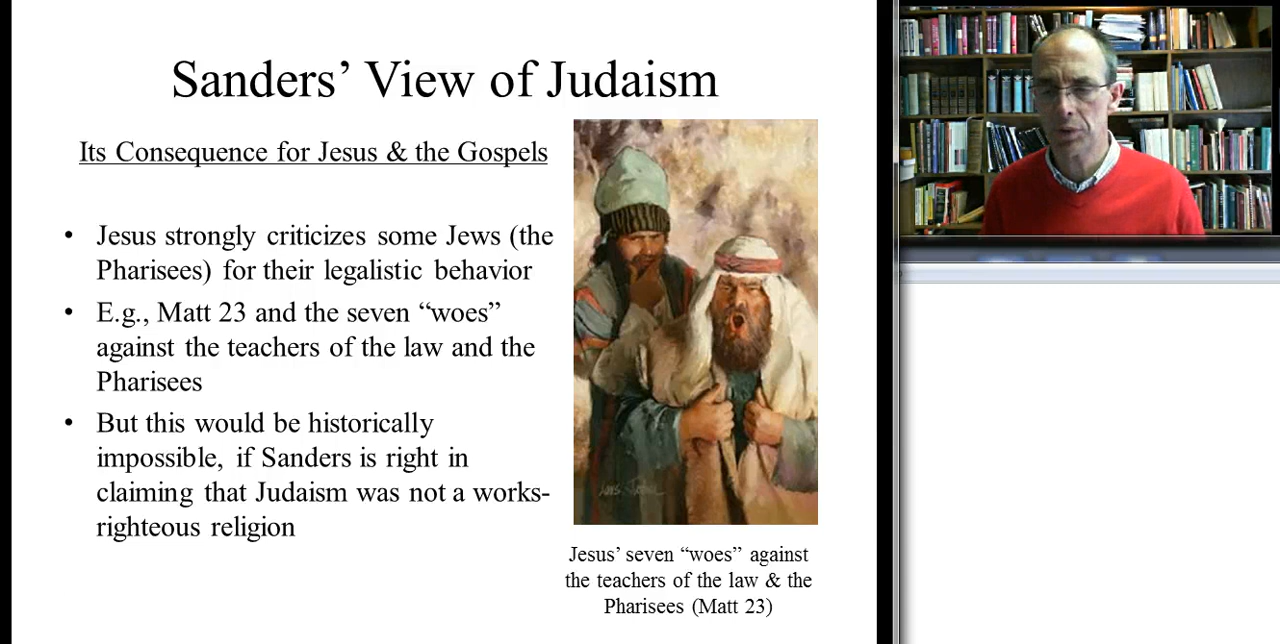 Sanders’ View of Judaism
Its Consequence for Jesus & the Gospels
• Jesus strongly criticizes some Jews (the
Pharisees) for their legalistic behavior
• E.g., Matt 23 and the seven “woes”
against the teachers of the law and the
Pharisees
• But this would be historically
impossible, if Sanders is right in
claiming that Judaism was not a works-
righteous religion
Jesus’ seven “woes” against
the teachers of the law & the
Pharisees (Matt 23)